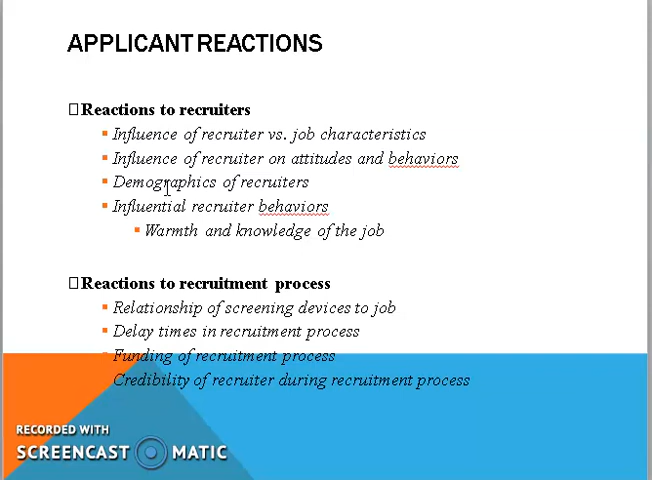 APPLICANT REACTIONS
Reactions to recruiters
Influence of recruiter vs. job characteristics
Influence of recruiter on attitudes and behaviors
Demographics of recruiters
Influential recruiter behaviors
Warmth and knowledge of the job
Reactions to recruitment process
Relationship of screening devices to job
Delay times in recruitment process
Funding of recruitment process
Credibility of recruiter during recruitment process
RECORDED WITH
SCREENCAST MATIC